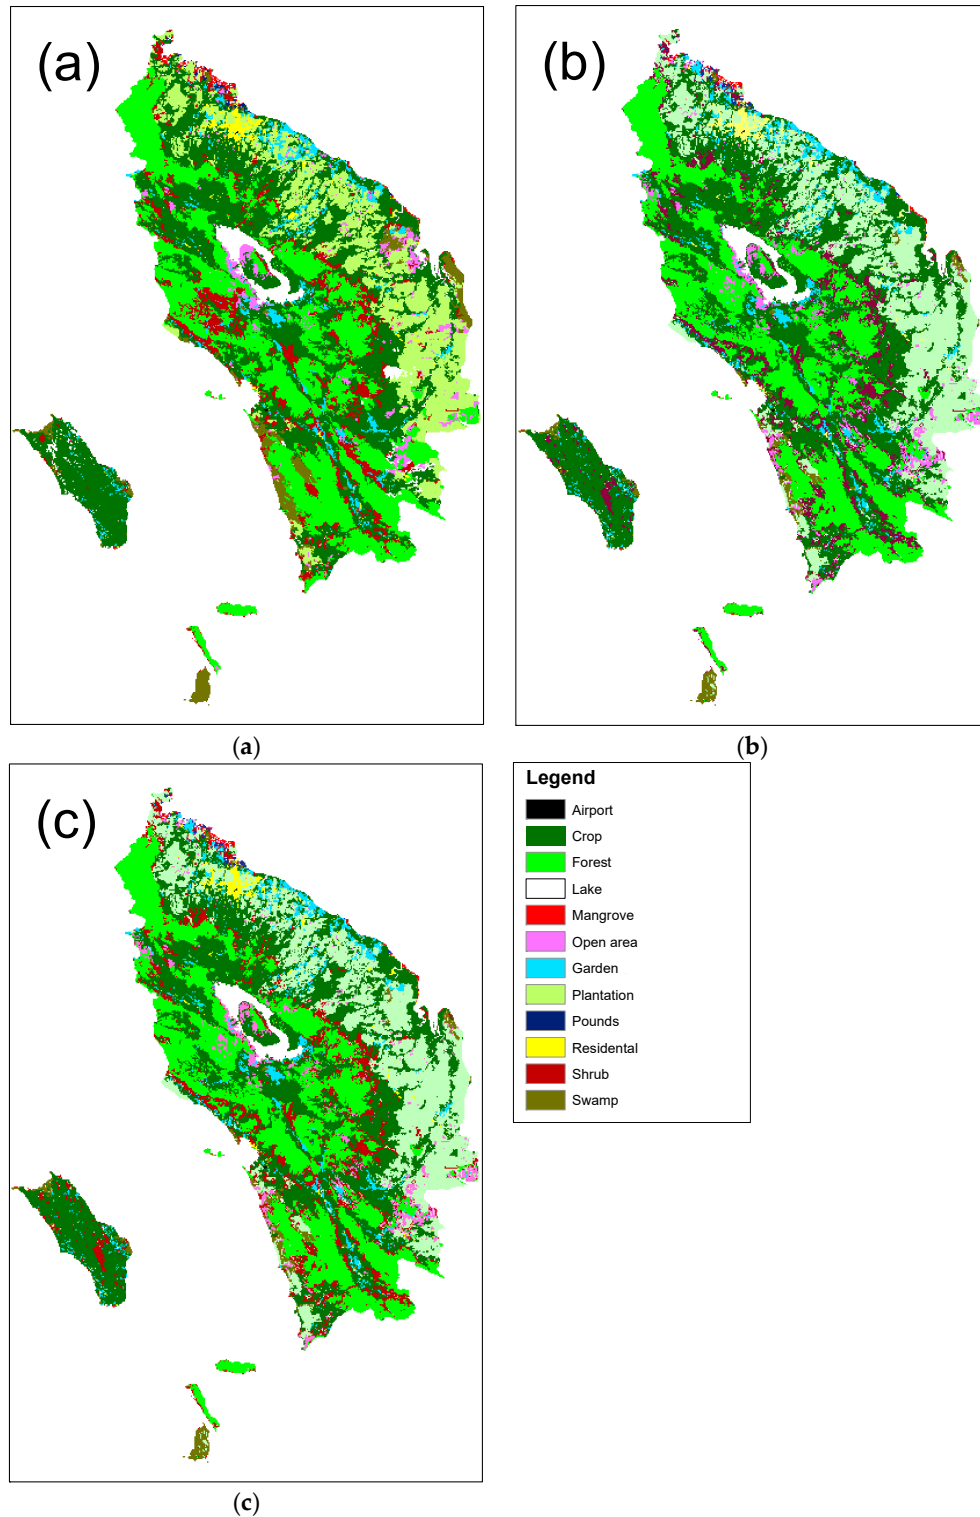 (a)
(b)
(a)
(b)
(c)
Legend
Airport
Crop
Forest
Lake
Mangrove
Open area
Garden
Plantation
Pounds
Residental
Shrub
Swamp
(c)